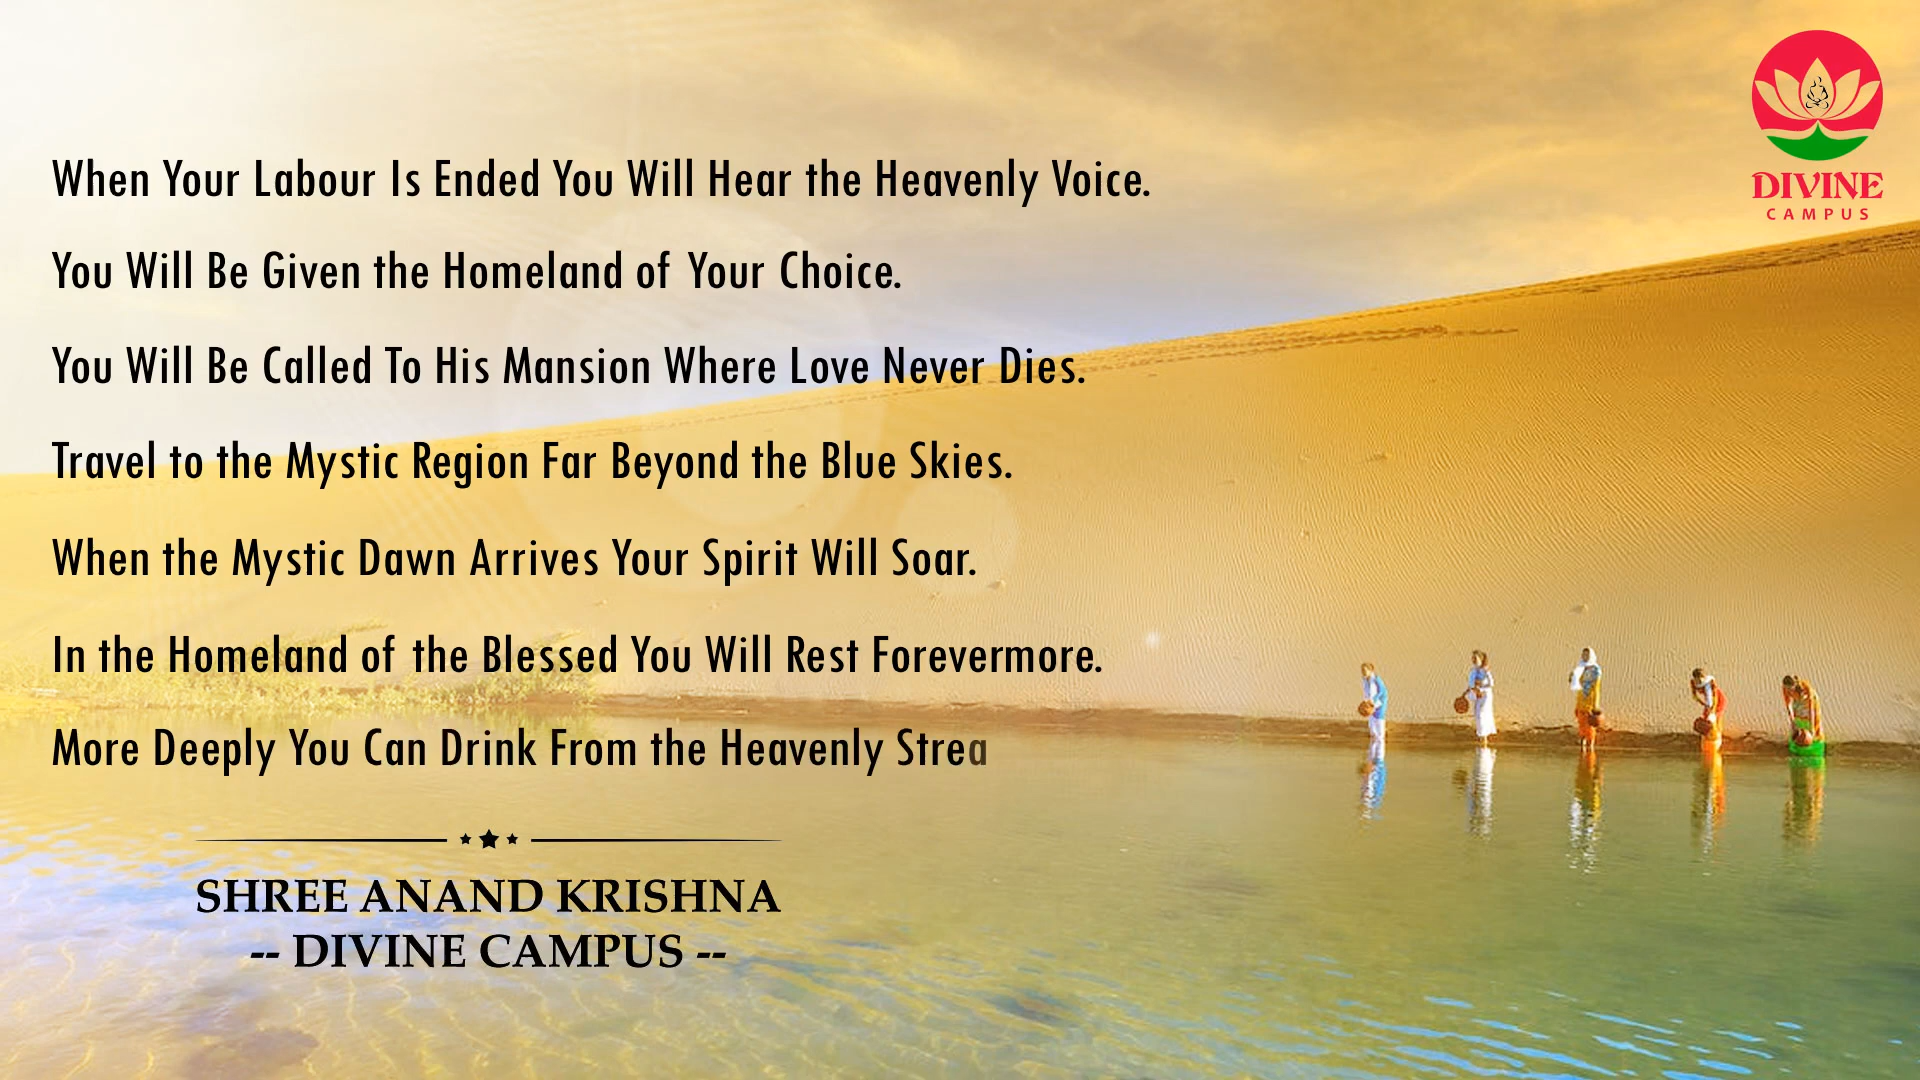 DIVINE
CAMPUS
When Your Labour Is Ended You Will Hear the Heavenly Voice.
You Will Be Given the Homeland of Your Choice.
You Will Be Called To His Mansion Where Love Never Dies.
Travel to the Mystic Region Far Beyond the Blue Skies.
When the Mystic Dawn Arrives Your Spirit Will Soar.
In the Homeland of the Blessed You Will Rest Forevermore.
More Deeply You Can Drink From the Heavenly Strea
SHREE ANAND KRISHNA
-- DIVINE CAMPUS --